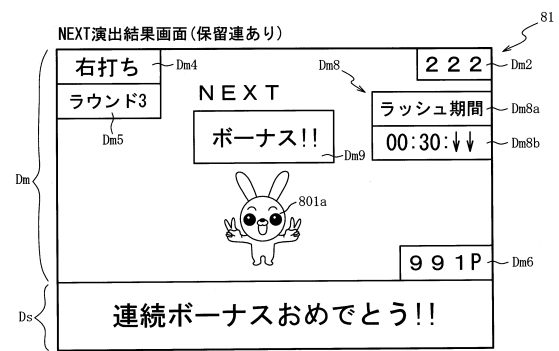 NEXT演出結果画面(保留連あり)
81
右打ち
Dm4
ラウンド3
Dm5
NEXT
ボーナス!!
Dm9
Dm8
222
Dm2
ラッシュ期間
Dm8a
00:30:↓↓
Dm8b
Dm
801a
991P
Dm6
Ds
連続ボーナスおめでとう!!